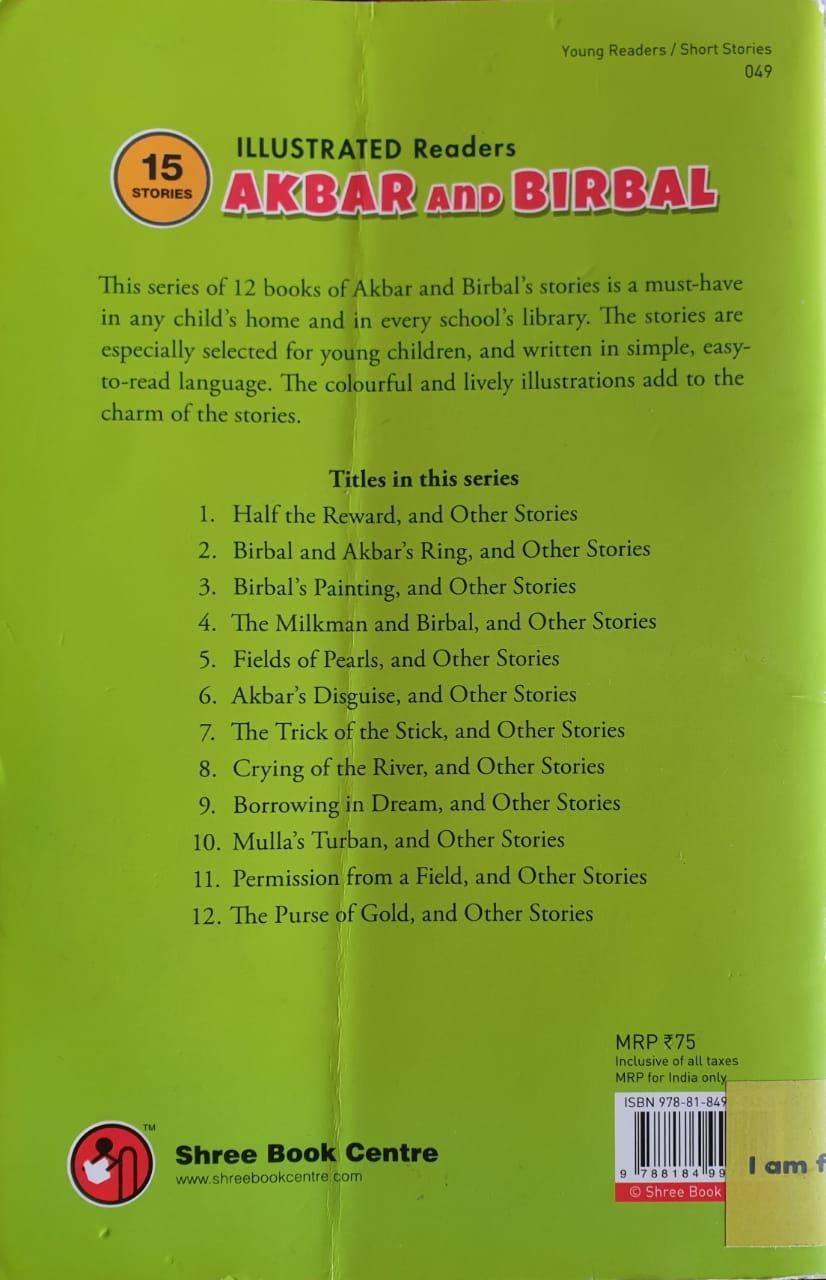 Young Readers / Short Stories
049
15
STORIES
ILLUSTRATED Readers
AKBAR AND BIRBAL
This series of 12 books of Akbar and Birbal's stories is a must-have
in any child's home and in every school's library. The stories are
especially selected for young children, and written in simple, easy-
to-read language. The colourful and lively illustrations add to the
charm of the stories.
Titles in this series
1. Half the Reward, and Other Stories
2. Birbal and Akbar's Ring, and Other Stories
3. Birbal's Painting, and Other Stories
4. The Milkman and Birbal, and Other Stories
5. Fields of Pearls, and Other Stories
6. Akbar's Disguise, and Other Stories
7. The Trick of the Stick, and Other Stories
8. Crying of the River, and Other Stories
9. Borrowing in Dream, and Other Stories
10. Mulla's Turban, and Other Stories
11. Permission from a Field, and Other Stories
12. The Purse of Gold, and Other Stories
MRP ₹75
Inclusive of all taxes
MRP for India only
ISBN 978-81-849
9 788184 99
© Shree Book
I am f
TM
Shree Book Centre
www.shreebookcentre.com